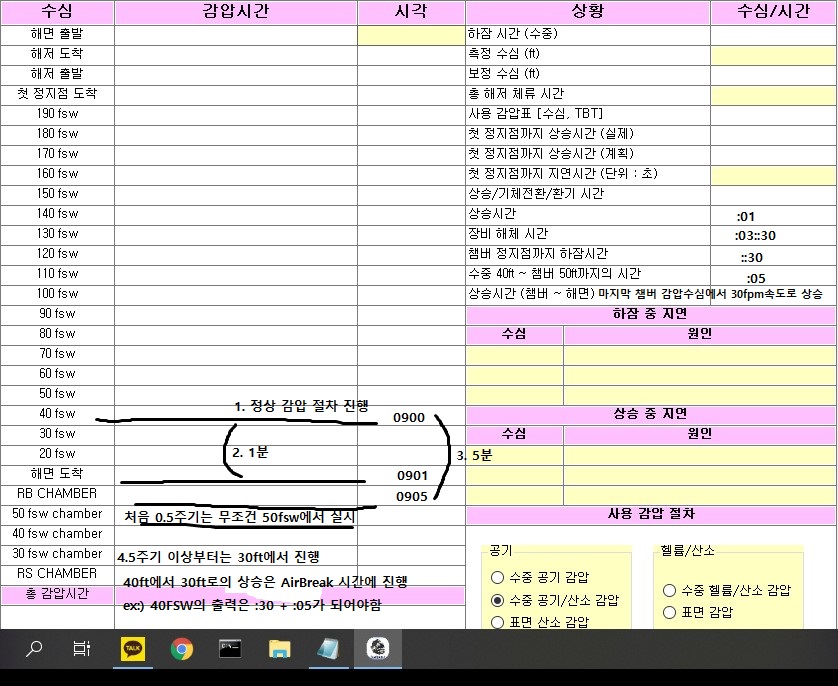 수심 감압시간 시각 상황 수심/시간
해면 출발 하잠 시간 (수중)
해저 도착 측정 수심 (ft)
해저 출발 보정 수심 (ft)
첫 정지점 도착 총 해저 체류 시간
190 fsw 사용 감압표 [수심, TBT]
180 fsw 첫 정지점까지 상승시간 (실제)
170 fsw 첫 정지점까지 상승시간 (계획)
160 fsw 첫 정지점까지 지연시간 (단위 : 초)
150 fsw 상승/기체전환/환기 시간
140 fsw 상승시간 :01
130 fsw 장비 해체 시간 :03::30
120 fsw 챔버 정지점까지 하잠시간 ::30
110 fsw 수중 40ft ~ 챔버 50ft까지의 시간 :05
100 fsw 상승시간 (챔버 ~ 해면) 마지막 챔버 감압수심에서 30fpm속도로 상승
90 fsw 하잠 중 지연
80 fsw 수심 원인
70 fsw
60 fsw
50 fsw
1. 정상 감압 절차 진행
40 fsw 0900 상승 중 지연
30 fsw 수심 원인
20 fsw 2. 1분 3. 5분
해면 도착 0901
RB CHAMBER 0905
50 fsw chamber 처음 0.5주기는 무조건 50fsw에서 실시 사용 감압 절차
40 fsw chamber
30 fsw chamber 4.5주기 이상부터는 30ft에서 진행 공기 헬륨/산소
RS CHAMBER 40ft에서 30ft로의 상승은 AirBreak 시간에 진행 수중 공기 감압 수중 헬륨/산소 감압
총 감압시간 ex:) 40FSW의 출력은 :30 + :05가 되어야함 수중 공기/산소 감압 표면 감압
표면 산소 감압
TALK